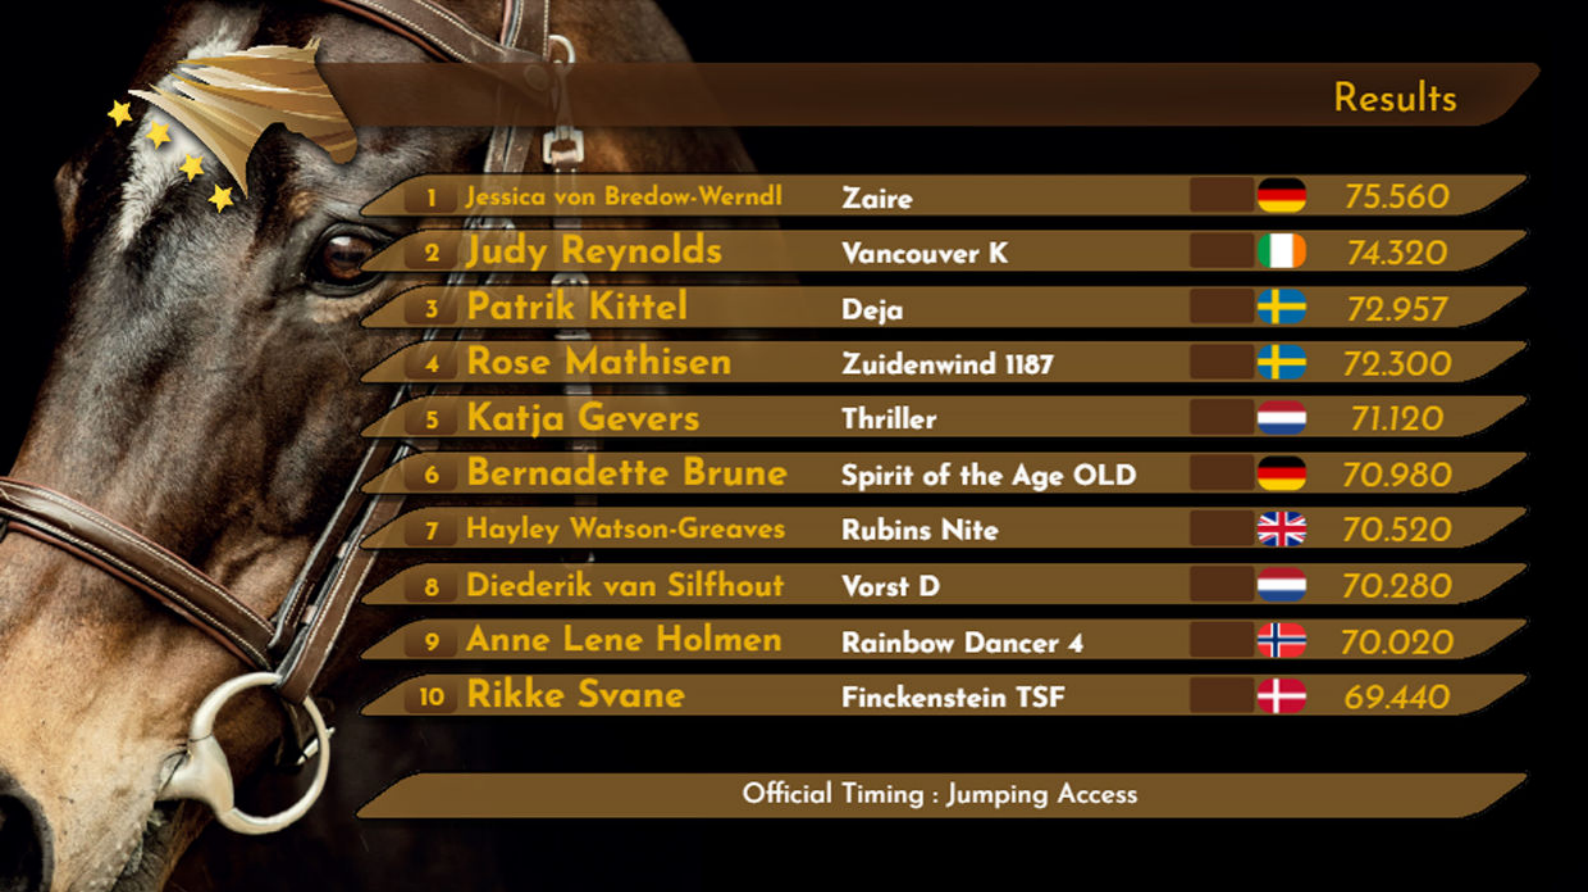 Results
1 Jessica von Bredow-Werndl Zaire 75.560
2 Judy Reynolds Vancouver K 74.320
3 Patrik Kittel Deja 72.957
4 Rose Mathisen Zuidenwind 1187 72.300
5 Katja Gevers Thriller 71.120
6 Bernadette Brune Spirit of the Age OLD 70.980
7 Hayley Watson-Greaves Rubins Nite 70.520
8 Diederik van Silfhout Vorst D 70.280
9 Anne Lene Holmen Rainbow Dancer 4 70.020
10 Rikke Svane Finckenstein TSF 69.440
Official Timing : Jumping Access